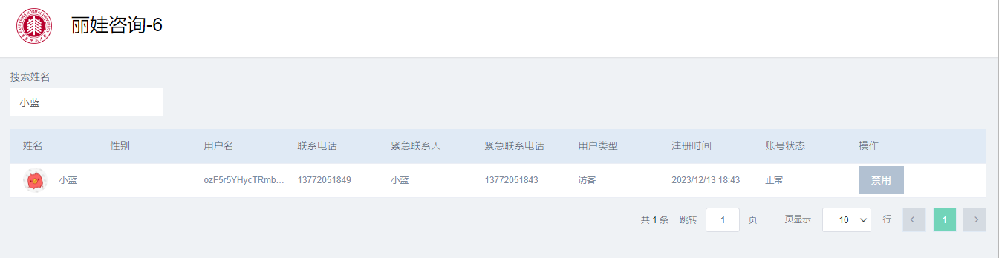 EAST CHINA NORMAL UNIVERSITY
丽娃咨询-6
搜索姓名
小蓝
姓名 性别 用户名 联系电话 紧急联系人 紧急联系电话 用户类型 注册时间 账号状态 操作
小蓝 ozF5r5YHycTRmb... 13772051849 小蓝 13772051843 访客 2023/12/13 18:43 正常 禁用
共 1 条 跳转 1 页 一页显示 10 行 1